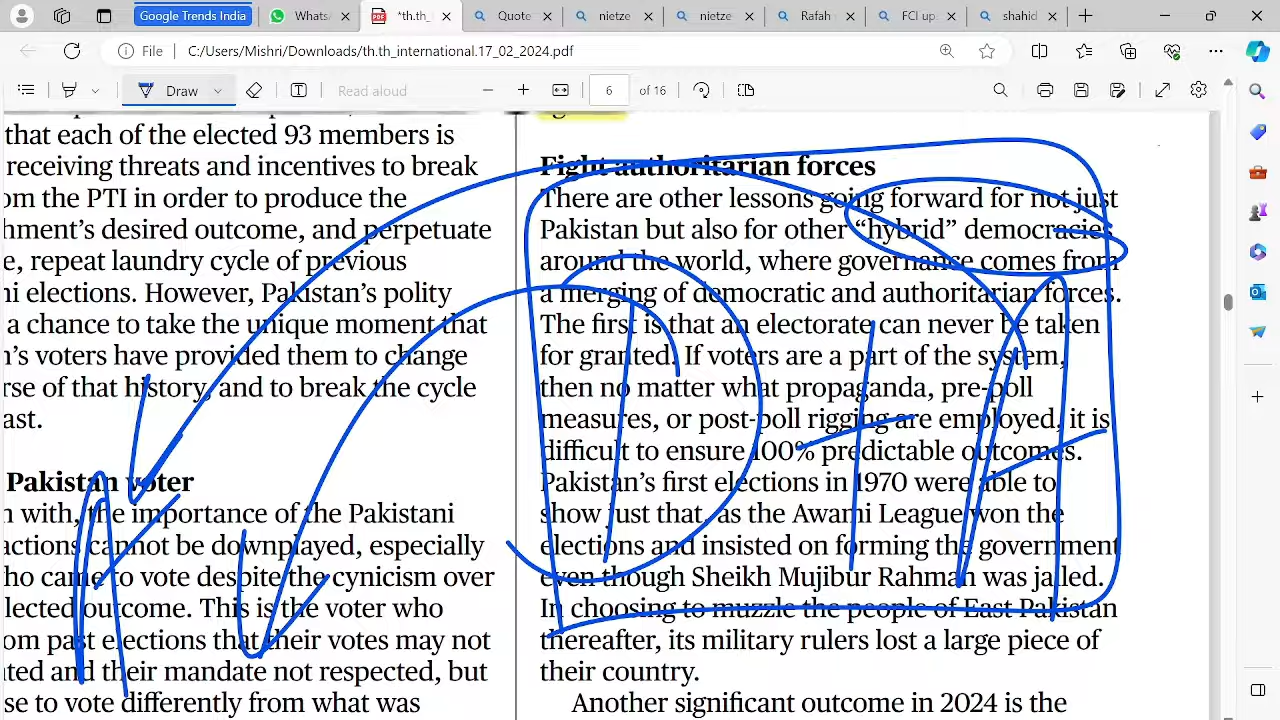 Google Trends India
Whats
*th.th_
Quote
nietze
nietze
Rafah
FCI up
shahid
File
C:/Users/Mishri/Downloads/th.th_international.17_02_2024.pdf
Draw
Read aloud
6
of 16
that each of the elected 93 members is
receiving threats and incentives to break
om the PTI in order to produce the
hment’s desired outcome, and perpetuate
e, repeat laundry cycle of previous
ni elections. However, Pakistan’s polity
a chance to take the unique moment that
n’s voters have provided them to change
rse of that history, and to break the cycle
ast.
Pakistan voter
n with, the importance of the Pakistani
actions cannot be downplayed, especially
ho came to vote despite the cynicism over
lected outcome. This is the voter who
om past elections that their votes may not
ated and their mandate not respected, but
se to vote differently from what was
Fight authoritarian forces
There are other lessons going forward for not just
Pakistan but also for other “hybrid” democracies
around the world, where governance comes from
a merging of democratic and authoritarian forces.
The first is that an electorate can never be taken
for granted. If voters are a part of the system,
then no matter what propaganda, pre-poll
measures, or post-poll rigging are employed, it is
difficult to ensure 100% predictable outcomes.
Pakistan’s first elections in 1970 were able to
show just that, as the Awami League won the
elections and insisted on forming the government
even though Sheikh Mujibur Rahman was jailed.
In choosing to muzzle the people of East Pakistan
thereafter, its military rulers lost a large piece of
their country.
Another significant outcome in 2024 is the
D+A
A